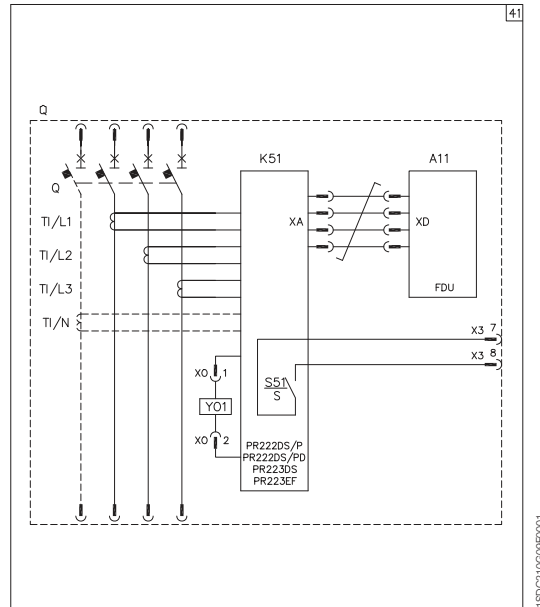 41
Q
K51
A11
Q
TI/L1
XA
XD
TI/L2
TI/L3
FDU
TI/N
X3 7
X3 8
X0 1
S51
S
YO1
X0 2
PR222DS/P
PR222DS/PD
PR223DS
PR223EF